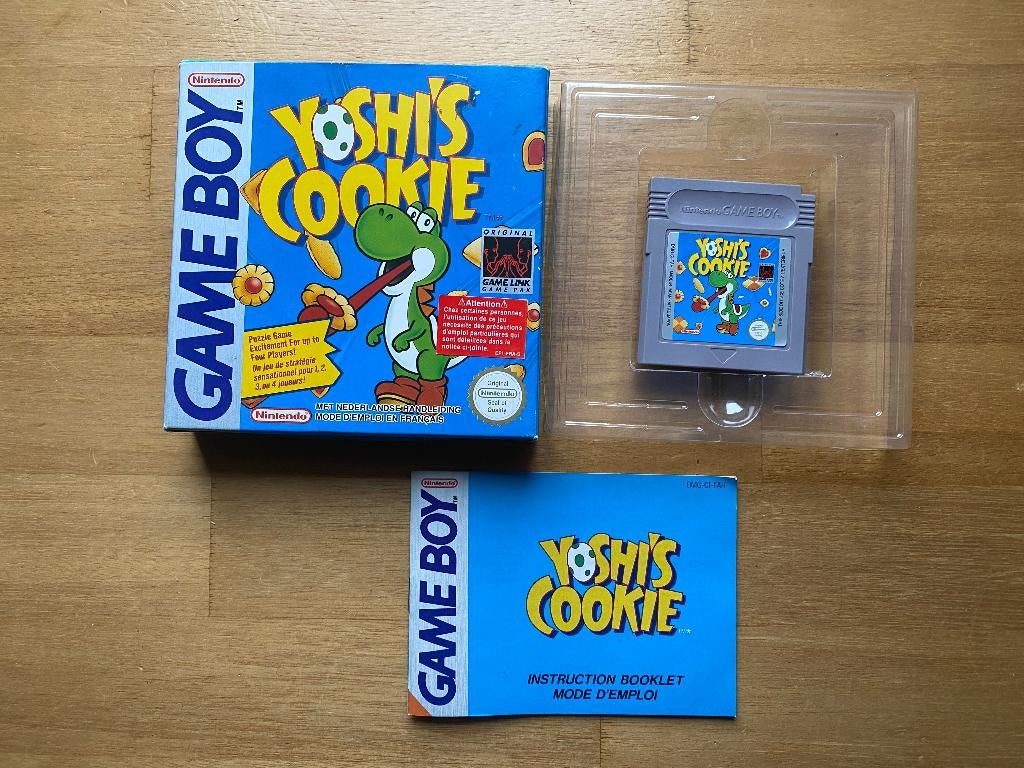 Nintendo
GAME BOY
TM
YOSHI'S
COOKIE
ORIGINAL
GAME LINK
GAME PAK
⚠Attention⚠
Chez certaines personnes,
l'utilisation de ce jeu
nécessite des précautions
d'emploi particulières qui
sont détaillées dans la
notice ci-jointe.
Puzzle Game
Excitement For up to
Four Players!
Un jeu de stratégie
sensationnel pour 1, 2,
3, ou 4 joueurs!
Nintendo
MET NEDERLANDSE HANDLEIDING
MODE D'EMPLOI EN FRANÇAIS
Original
Nintendo
Seal of
Quality
Nintendo GAME BOY
YOSHI'S
COOKIE
Nintendo
Nintendo
GAME BOY
TM
YOSHI'S
COOKIE
INSTRUCTION BOOKLET
MODE D'EMPLOI